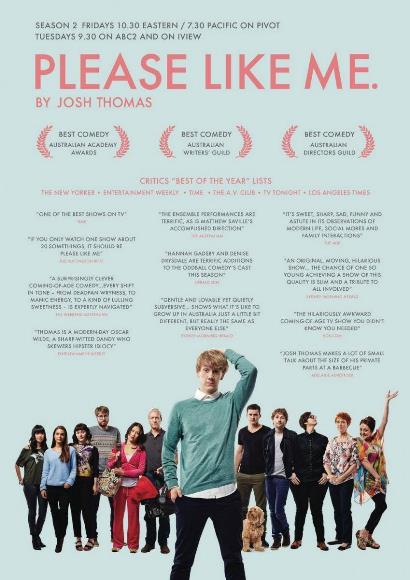 SEASON 2 FRIDAYS 10.30 EASTERN / 7.30 PACIFIC ON PIVOT
TUESDAYS 9.30 ON ABC2 AND ON IVIEW
PLEASE LIKE ME.
BY JOSH THOMAS
BEST COMEDY
AUSTRALIAN ACADEMY
AWARDS
BEST COMEDY
AUSTRALIAN
WRITERS' GUILD
BEST COMEDY
AUSTRALIAN
DIRECTORS GUILD
CRITICS "BEST OF THE YEAR" LISTS
THE NEW YORKER • ENTERTAINMENT WEEKLY • TIME • THE A.V. CLUB • TV TONIGHT • LOS ANGELES TIMES
"ONE OF THE BEST SHOWS ON TV"
"IF YOU ONLY WATCH ONE SHOW ABOUT
20-SOMETHINGS, IT SHOULD BE
PLEASE LIKE ME"
"A SURPRISINGLY CLEVER
COMING-OF-AGE COMEDY...EVERY SHIFT
IN TONE – FROM DEADPAN WRYNESS, TO
MANIC ENERGY, TO A KIND OF LULLING
SWEETNESS – IS EXPERTLY NAVIGATED"
"THOMAS IS A MODERN-DAY OSCAR
WILDE, A SHARP-WITTED DANDY WHO
SKEWERS HIPSTER IDIOCY"
"THE ENSEMBLE PERFORMANCES ARE
TERRIFIC, AS IS MATTHEW SAVILLE'S
ACCOMPLISHED DIRECTION"
THE AUSTRALIAN
"HANNAH GADSBY AND DENISE
DRYSDALE ARE TERRIFIC ADDITIONS
TO THE ODDBALL COMEDY'S CAST
THIS SEASON"
HERALD SUN
"GENTLE AND LOVABLE YET QUIETLY
SUBVERSIVE... SHOWS WHAT IT'S LIKE TO
GROW UP IN AUSTRALIA JUST A LITTLE BIT
DIFFERENT, BUT REALLY THE SAME AS
EVERYONE ELSE"
SYDNEY MORNING HERALD
"IT'S SWEET, SHARP, SAD, FUNNY AND
ASTUTE IN ITS OBSERVATIONS OF
MODERN LIFE, SOCIAL MORES AND
FAMILY INTERACTIONS"
THE AGE
"AN ORIGINAL, MOVING, HILARIOUS
SHOW... THE CHANCE OF ONE SO
YOUNG ACHIEVING A SHOW OF THIS
QUALITY IS SLIM AND A TRIBUTE TO
ALL INVOLVED"
SYDNEY MORNING HERALD
"THE HILARIOUSLY AWKWARD
COMING-OF-AGE TV SHOW YOU DIDN'T
KNOW YOU NEEDED"
"JOSH THOMAS MAKES A LOT OF SMALL
TALK ABOUT THE SIZE OF HIS PRIVATE
PARTS AT A BARBECUE"